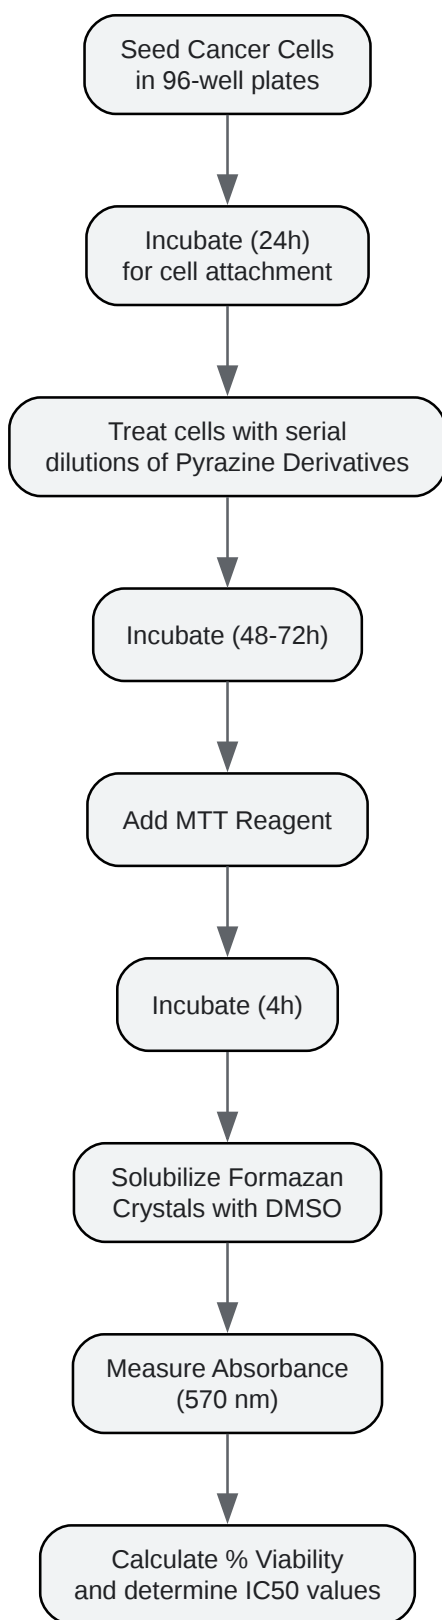 Seed Cancer Cells
in 96-well plates
Incubate (24h)
for cell attachment
Treat cells with serial
dilutions of Pyrazine Derivatives
Incubate (48-72h)
Add MTT Reagent
Incubate (4h)
Solubilize Formazan
Crystals with DMSO
Measure Absorbance
(570 nm)
Calculate % Viability
and determine IC50 values